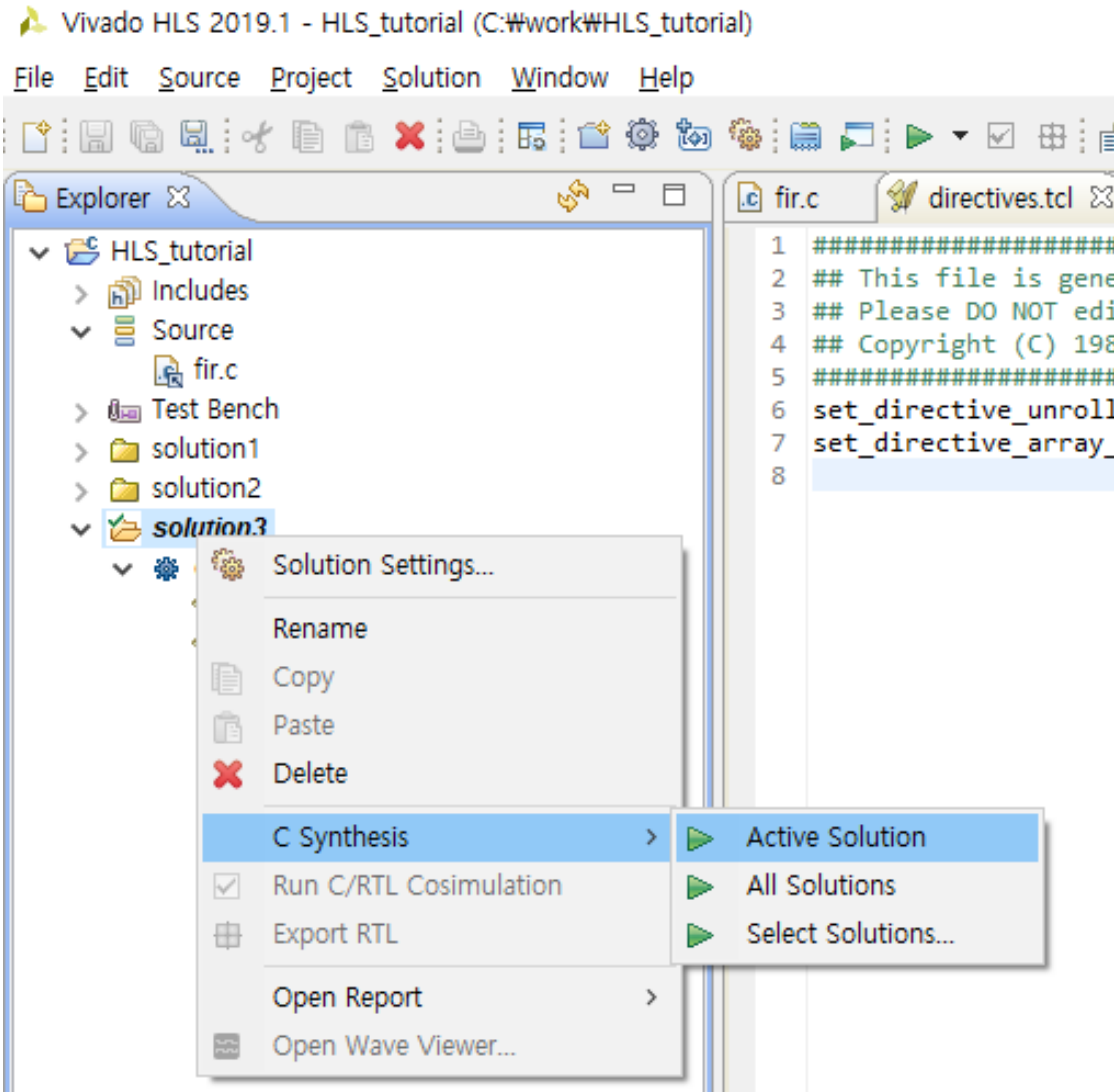 Vivado HLS 2019.1 - HLS_tutorial (C:₩work₩HLS_tutorial)
File Edit Source Project Solution Window Help
Explorer
fir.c
directives.tcl
HLS_tutorial
Includes
Source
fir.c
Test Bench
solution1
solution2
solution3
1 ####################
2 ## This file is gene
3 ## Please DO NOT edi
4 ## Copyright (C) 198
5 ####################
6 set_directive_unroll
7 set_directive_array_
8
Solution Settings...
Rename
Copy
Paste
Delete
C Synthesis
Run C/RTL Cosimulation
Export RTL
Open Report
Open Wave Viewer...
Active Solution
All Solutions
Select Solutions...